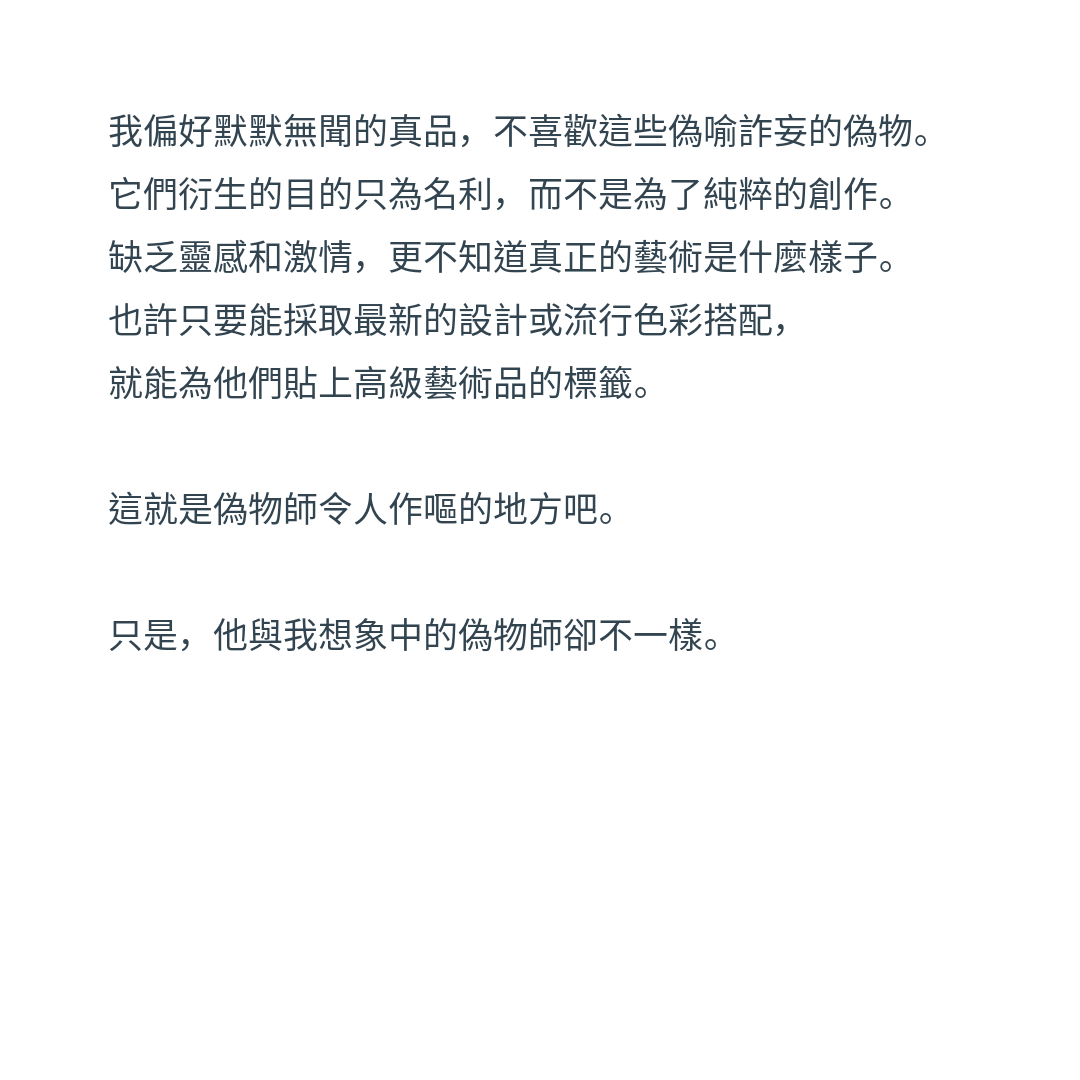 我偏好默默無聞的真品，不喜歡這些偽喻詐妄的偽物。
它們衍生的目的只為名利，而不是為了純粹的創作。
缺乏靈感和激情，更不知道真正的藝術是什麼樣子。
也許只要能採取最新的設計或流行色彩搭配，
就能為他們貼上高級藝術品的標籤。
這就是偽物師令人作嘔的地方吧。
只是，他與我想象中的偽物師卻不一樣。